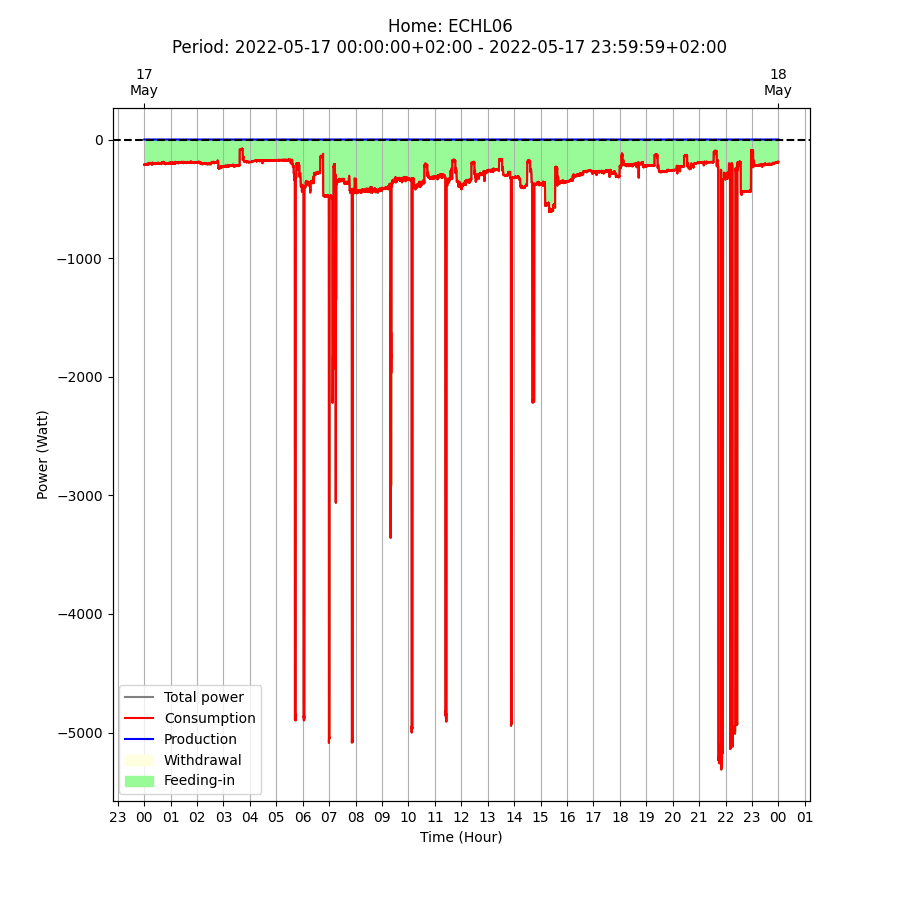 Home: ECHL06
Period: 2022-05-17 00:00:00+02:00 - 2022-05-17 23:59:59+02:00
17 18
May May
0
−1000
−2000
−3000
−4000
−5000
Power (Watt)
Total power
Consumption
Production
Withdrawal
Feeding-in
23 00 01 02 03 04 05 06 07 08 09 10 11 12 13 14 15 16 17 18 19 20 21 22 23 00 01
Time (Hour)